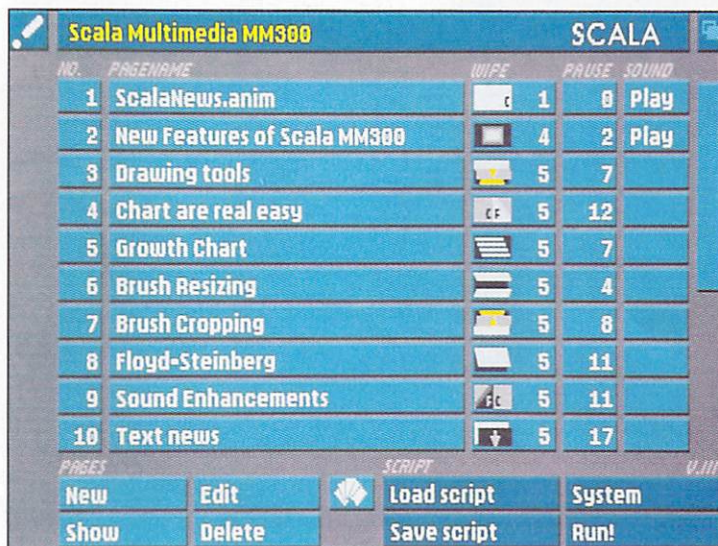 Scala Multimedia MM300 SCALA
NO. PAGENAME WIPE PAUSE SOUND
1 ScalaNews.anim C 1 0 Play
2 New Features of Scala MM300 4 2 Play
3 Drawing tools 5 7
4 Chart are real easy CF 5 12
5 Growth Chart 5 7
6 Brush Resizing 5 4
7 Brush Cropping 5 8
8 Floyd-Steinberg 5 11
9 Sound Enhancements FC 5 11
10 Text news 5 17
PAGES SCRIPT
New Edit Load script System
Show Delete Save script Run!